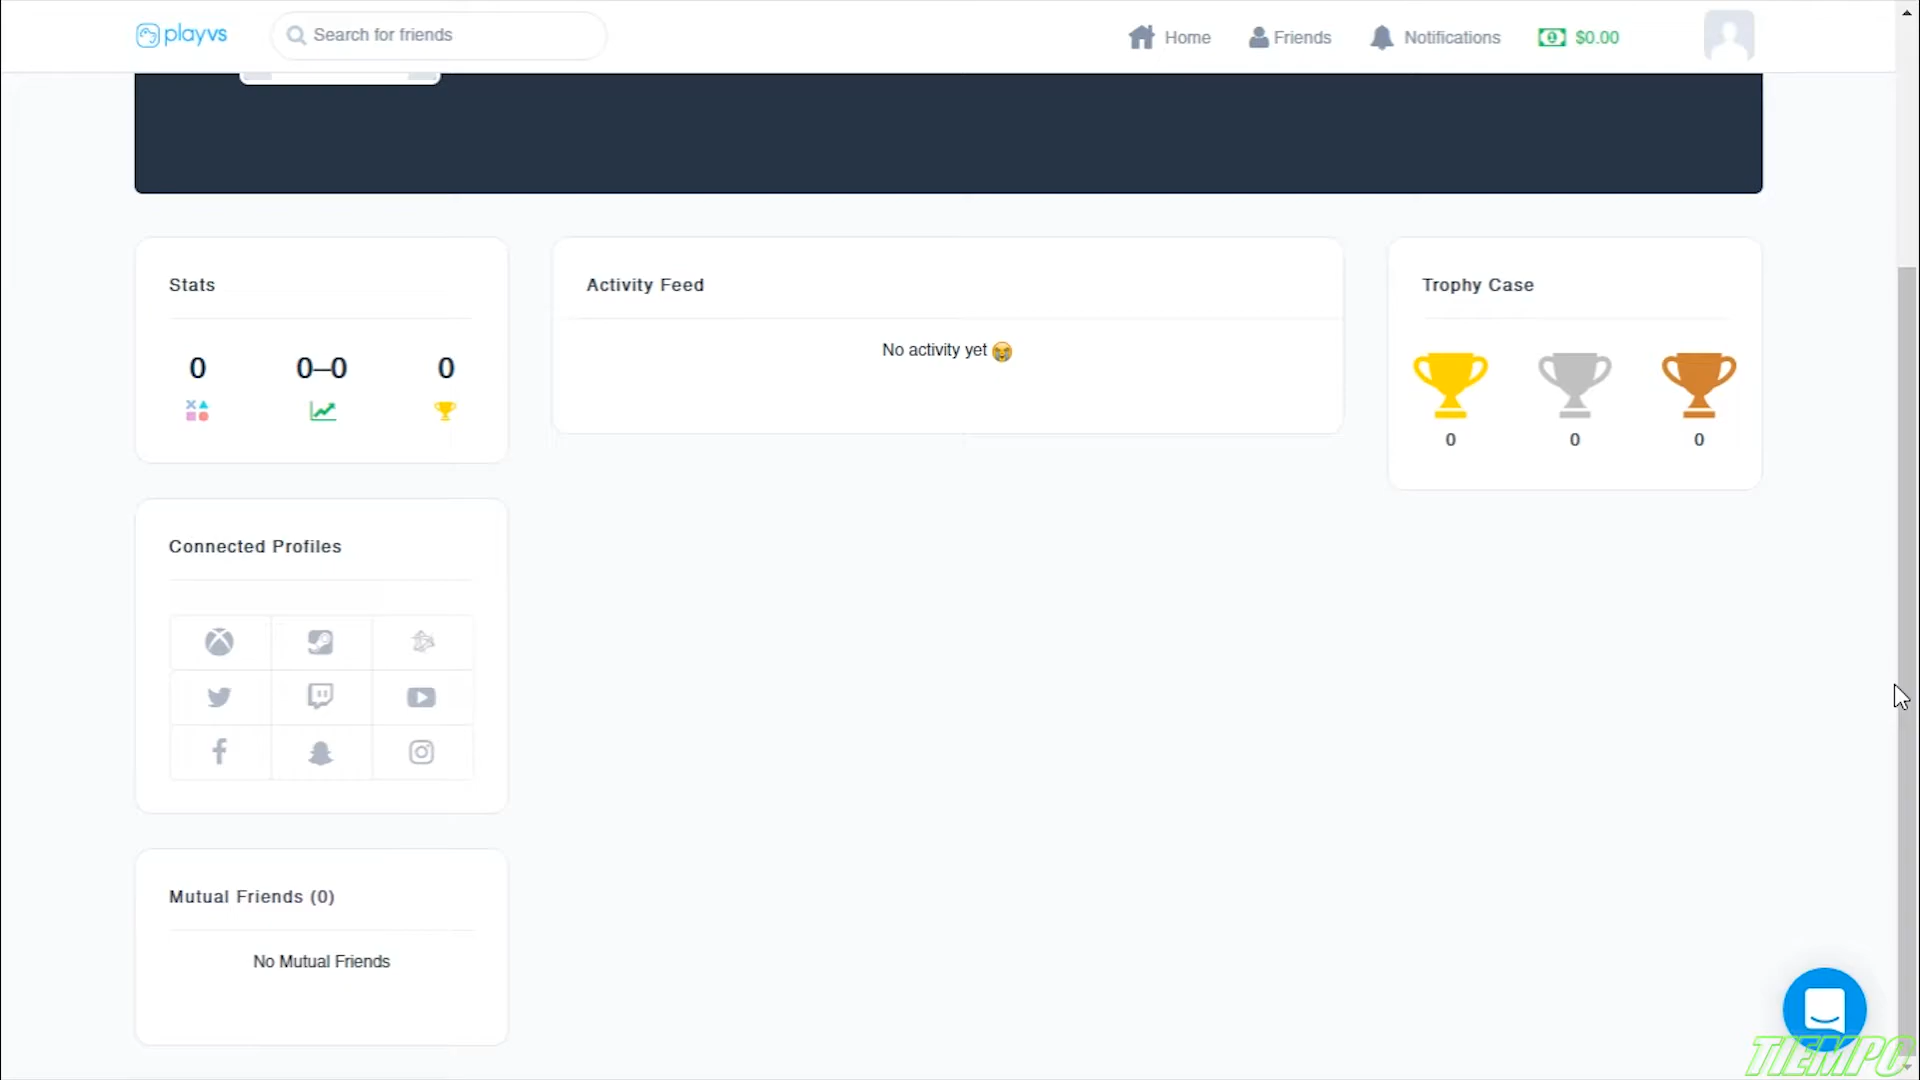 playvs
Search for friends
Home
Friends
Notifications
$0.00
Stats
0
0–0
0
Activity Feed
No activity yet
Trophy Case
0
0
0
Connected Profiles
Mutual Friends (0)
No Mutual Friends
TIEMPO